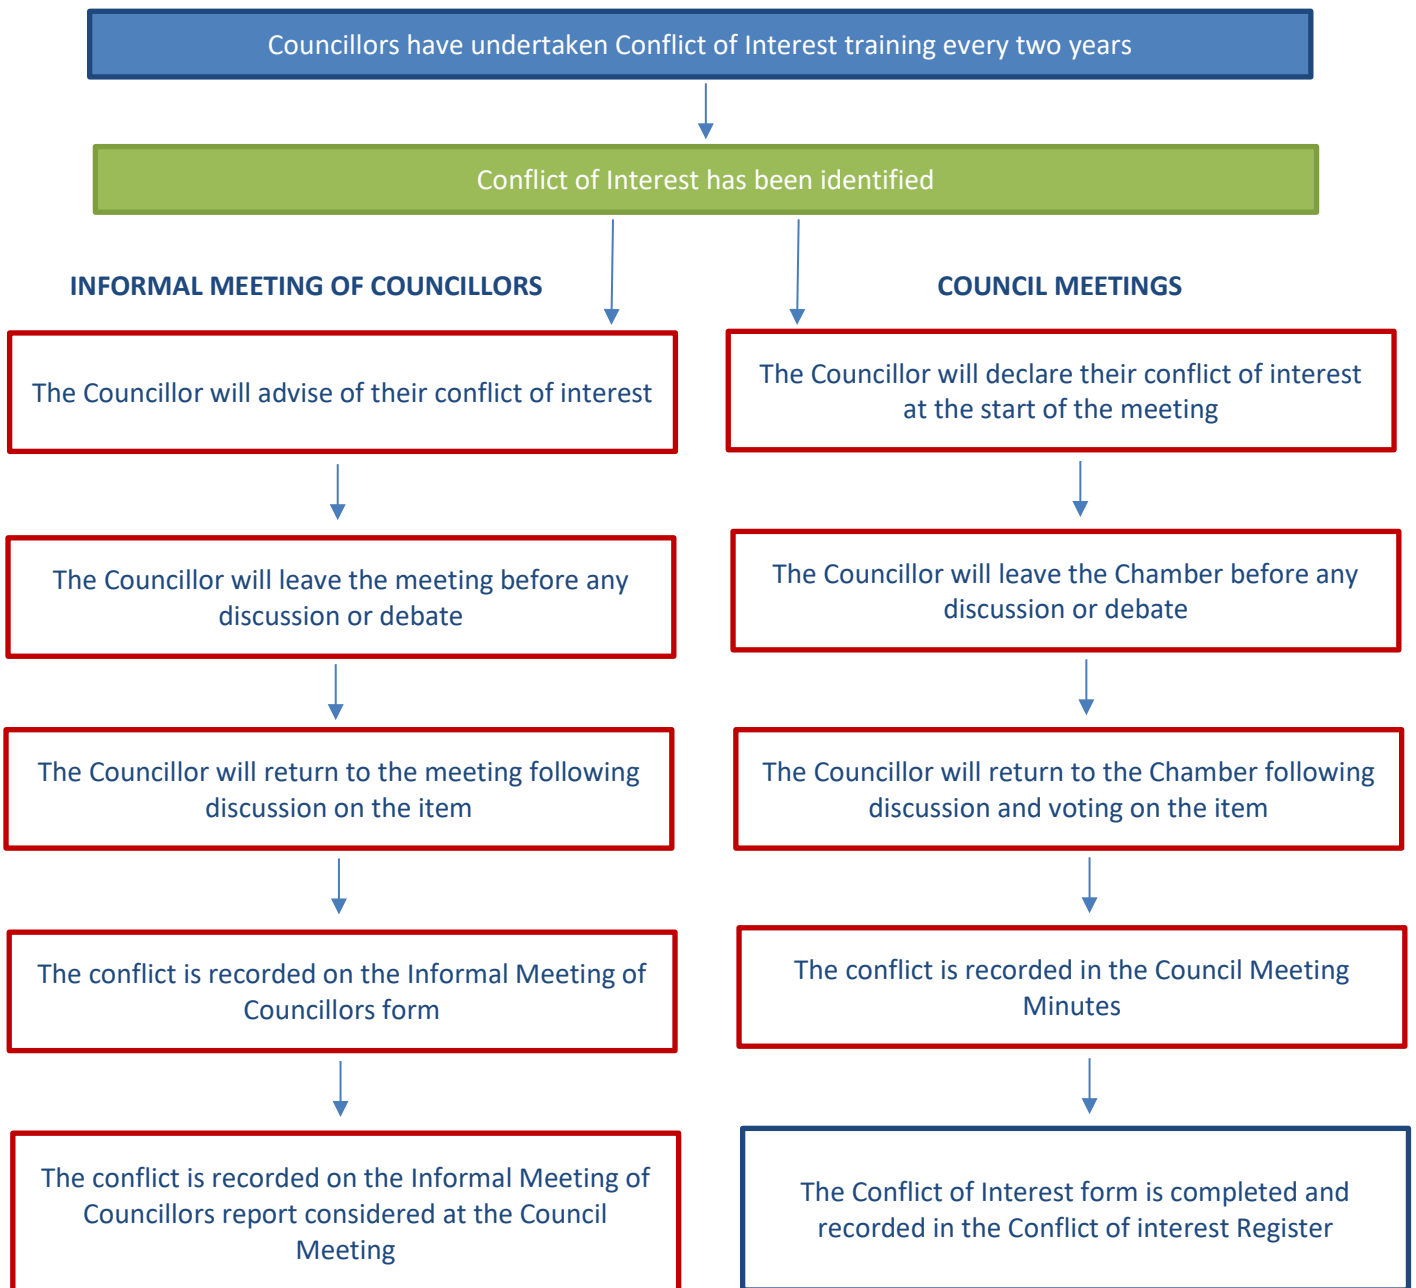 Councillors have undertaken Conflict of Interest training every two years
Conflict of Interest has been identified
INFORMAL MEETING OF COUNCILLORS
The Councillor will advise of their conflict of interest
The Councillor will leave the meeting before any
discussion or debate
The Councillor will return to the meeting following
discussion on the item
The conflict is recorded on the Informal Meeting of
Councillors form
The conflict is recorded on the Informal Meeting of
Councillors report considered at the Council
Meeting
COUNCIL MEETINGS
The Councillor will declare their conflict of interest
at the start of the meeting
The Councillor will leave the Chamber before any
discussion or debate
The Councillor will return to the Chamber following
discussion and voting on the item
The conflict is recorded in the Council Meeting
Minutes
The Conflict of Interest form is completed and
recorded in the Conflict of interest Register